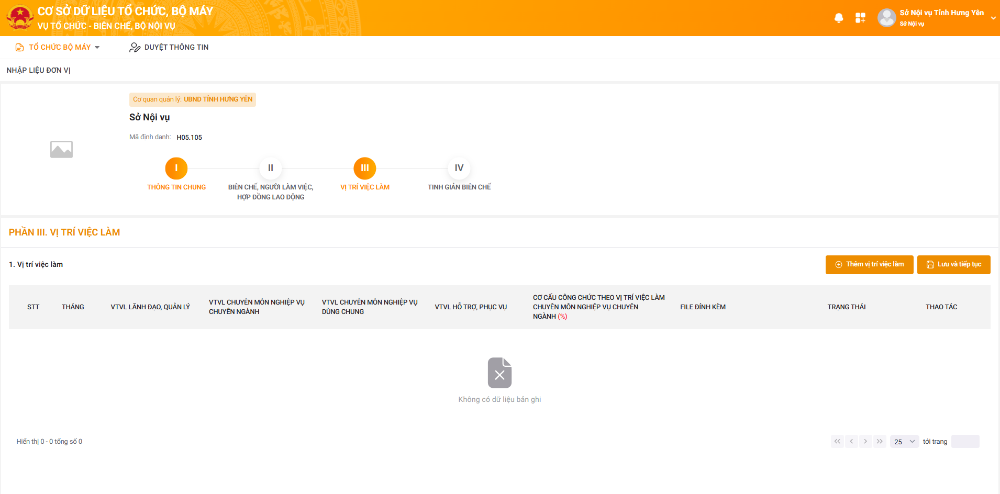 CƠ SỞ DỮ LIỆU TỔ CHỨC, BỘ MÁY
VỤ TỔ CHỨC - BIÊN CHẾ, BỘ NỘI VỤ
Sở Nội vụ Tỉnh Hưng Yên
Sở Nội vụ
TỔ CHỨC BỘ MÁY
DUYỆT THÔNG TIN
NHẬP LIỆU ĐƠN VỊ
Cơ quan quản lý: UBND TỈNH HƯNG YÊN
Sở Nội vụ
Mã định danh: H05.105
I
II
III
IV
THÔNG TIN CHUNG
BIÊN CHẾ, NGƯỜI LÀM VIỆC,
HỢP ĐỒNG LAO ĐỘNG
VỊ TRÍ VIỆC LÀM
TINH GIẢN BIÊN CHẾ
PHẦN III. VỊ TRÍ VIỆC LÀM
1. Vị trí việc làm
Thêm vị trí việc làm
Lưu và tiếp tục
STT
THÁNG
VTVL LÃNH ĐẠO, QUẢN LÝ
VTVL CHUYÊN MÔN NGHIỆP VỤ
CHUYÊN NGÀNH
VTVL CHUYÊN MÔN NGHIỆP VỤ
DÙNG CHUNG
VTVL HỖ TRỢ, PHỤC VỤ
CƠ CẤU CÔNG CHỨC THEO VỊ TRÍ VIỆC LÀM
CHUYÊN MÔN NGHIỆP VỤ CHUYÊN
NGÀNH (%)
FILE ĐÍNH KÈM
TRẠNG THÁI
THAO TÁC
Không có dữ liệu bản ghi
Hiển thị 0 - 0 tổng số 0
25
tới trang